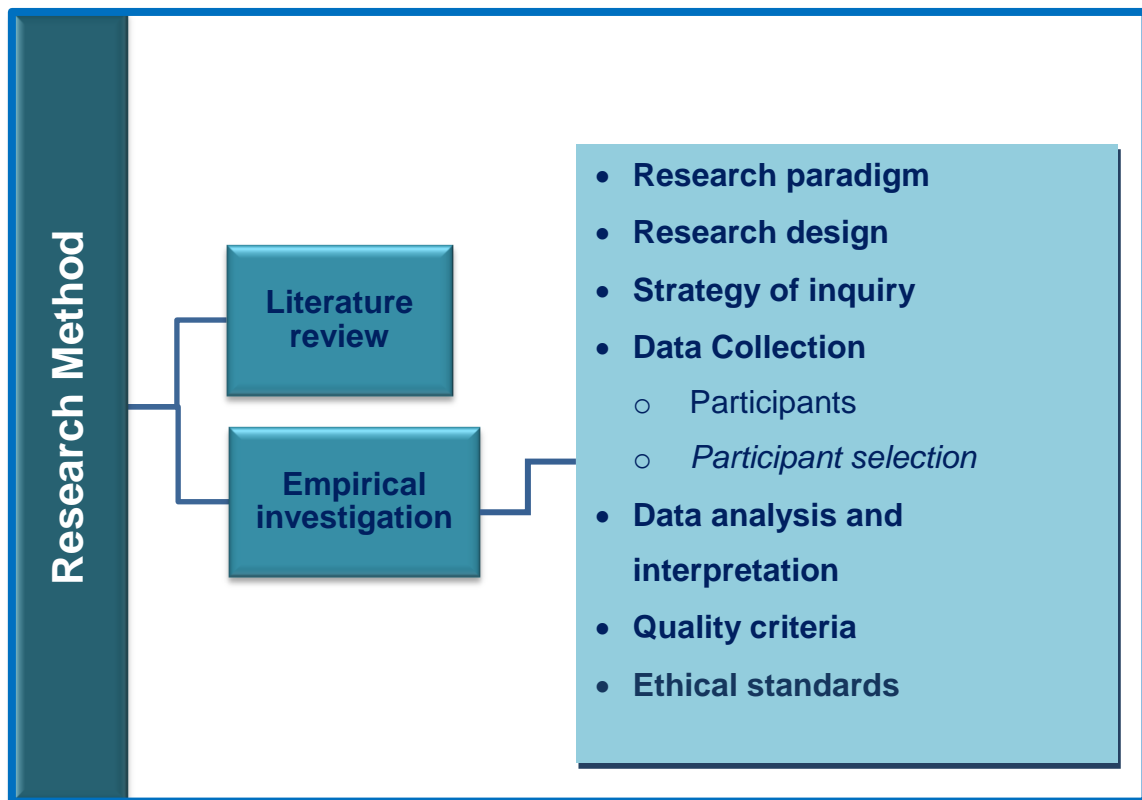 Research Method
Literature
review
Empirical
investigation
• Research paradigm
• Research design
• Strategy of inquiry
• Data Collection
o Participants
o Participant selection
• Data analysis and
interpretation
• Quality criteria
• Ethical standards